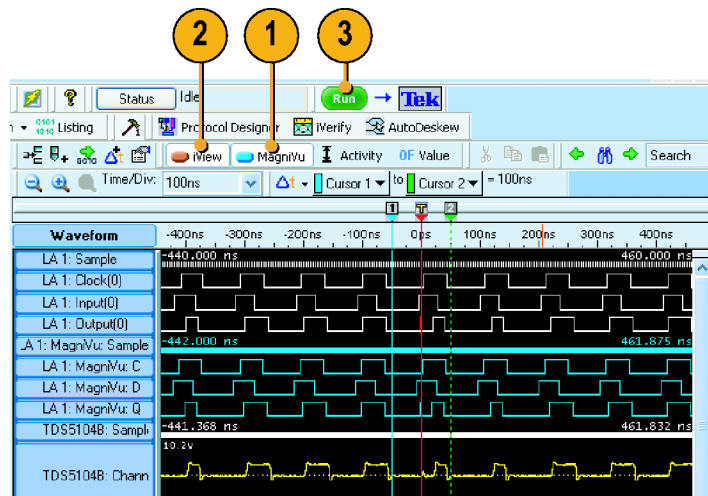 2 1 3
Status Idle Run → Tek
Listing Protocol Designer iVerify AutoDeskew
iView MagniVu Activity 0F Value Search
Time/Div: 100ns Δt Cursor 1 to Cursor 2 = 100ns
1 T 2
Waveform -400ns -300ns -200ns -100ns 0ps 100ns 200ns 300ns 400ns
LA 1: Sample -440.000 ns 460.000 ns
LA 1: Clock(0)
LA 1: Input(0)
LA 1: Output(0)
A 1: MagniVu: Sample -442.000 ns 461.875 ns
LA 1: MagniVu: C
LA 1: MagniVu: D
LA 1: MagniVu: Q
TDS5104B: Sampl -441.368 ns 461.832 ns
10.2v
TDS5104B: Chann